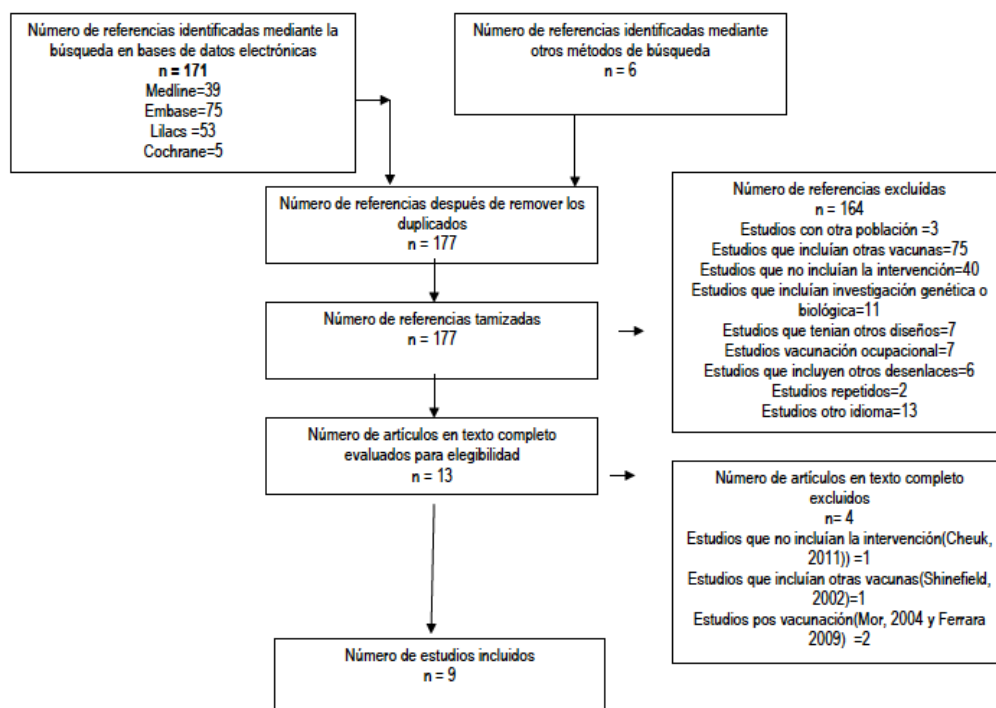 Número de referencias identificadas mediante la
búsqueda en bases de datos electrónicas
n = 171
Medline=39
Embase=75
Lilacs =53
Cochrane=5
Número de referencias identificadas mediante
otros métodos de búsqueda
n = 6
Número de referencias después de remover los
duplicados
n = 177
Número de referencias tamizadas
n = 177
Número de referencias excluídas
n = 164
Estudios con otra población =3
Estudios que incluían otras vacunas=75
Estudios que no incluían la intervención=40
Estudios que incluían investigación genética o
biológica=11
Estudios que tenian otros diseños=7
Estudios vacunación ocupacional=7
Estudios que incluyen otros desenlaces=6
Estudios repetidos=2
Estudios otro idioma=13
Número de artículos en texto completo
evaluados para elegibilidad
n = 13
Número de artículos en texto completo
excluidos
n= 4
Estudios que no incluían la intervención(Cheuk,
2011)) =1
Estudios que incluían otras vacunas(Shinefield,
2002)=1
Estudios pos vacunación(Mor, 2004 y Ferrara
2009)  =2
Número de estudios incluidos
n = 9